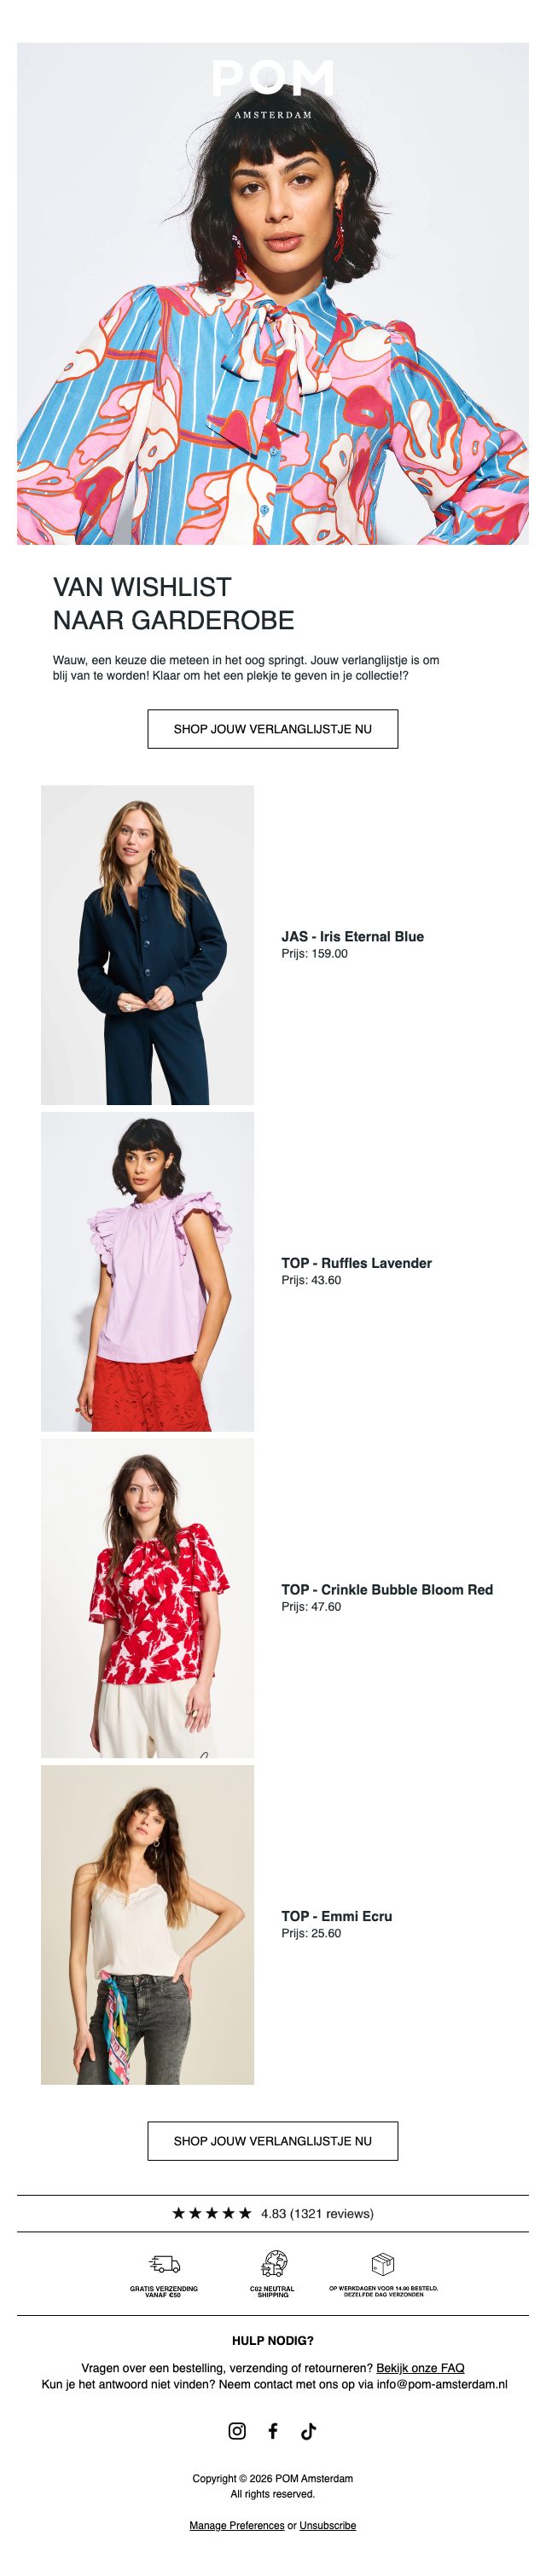 POM
AMSTERDAM
VAN WISHLIST
NAAR GARDEROBE
Wauw, een keuze die meteen in het oog springt. Jouw verlanglijstje is om
blij van te worden! Klaar om het een plekje te geven in je collectie!?
SHOP JOUW VERLANGLIJSTJE NU
JAS - Iris Eternal Blue
Prijs: 159.00
TOP - Ruffles Lavender
Prijs: 43.60
TOP - Crinkle Bubble Bloom Red
Prijs: 47.60
TOP - Emmi Ecru
Prijs: 25.60
SHOP JOUW VERLANGLIJSTJE NU
4.83 (1321 reviews)
GRATIS VERZENDING
VANAF €50
C02 NEUTRAL
SHIPPING
OP WERKDAGEN VOOR 14.00 BESTELD,
DEZELFDE DAG VERZONDEN
HULP NODIG?
Vragen over een bestelling, verzending of retourneren? Bekijk onze FAQ
Kun je het antwoord niet vinden? Neem contact met ons op via info@pom-amsterdam.nl
Copyright © 2026 POM Amsterdam
All rights reserved.
Manage Preferences or Unsubscribe